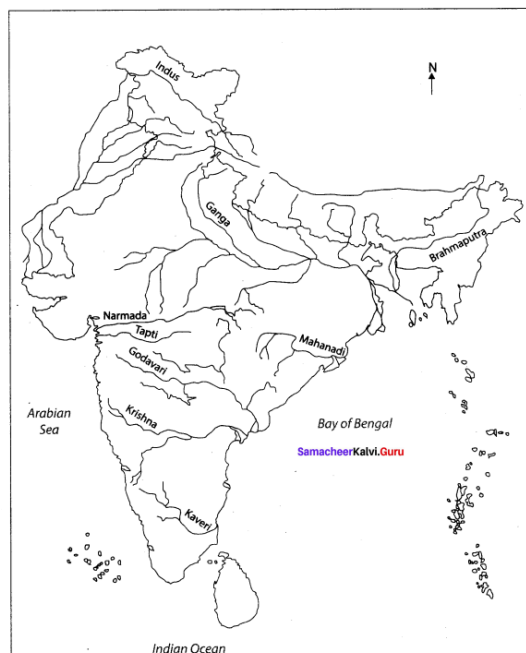 Indus
N
Ganga
Brahmaputra
Narmada
Tapti
Mahanadi
Godavari
Arabian
Sea
Krishna
Bay of Bengal
SamacheerKalvi.Guru
Kaveri
Indian Ocean